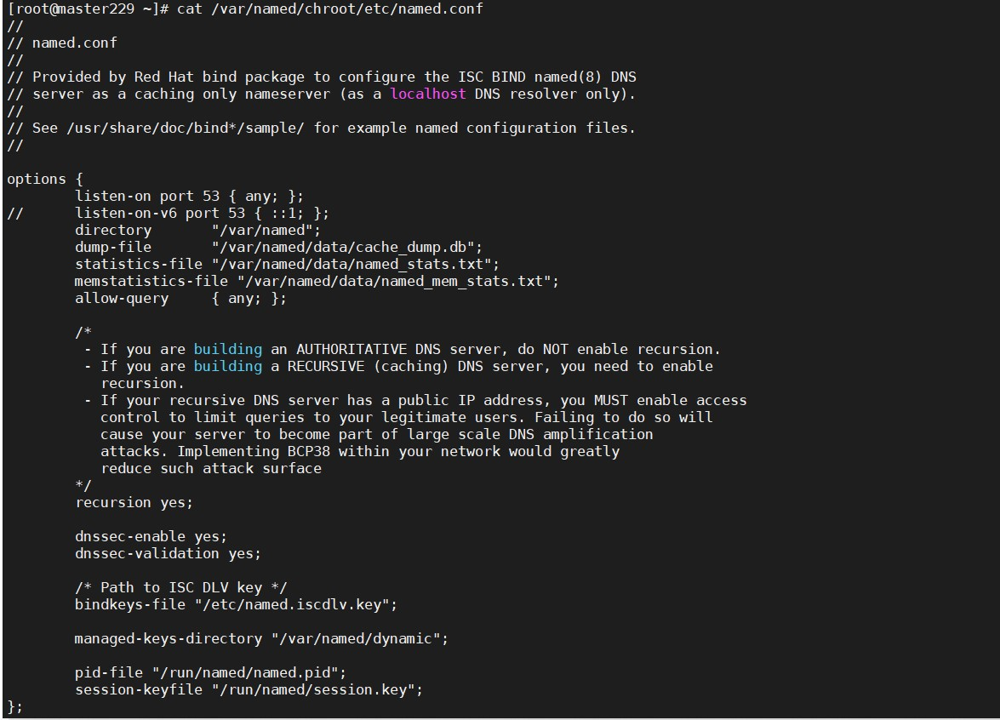 [root@master229 ~]# cat /var/named/chroot/etc/named.conf
//
// named.conf
//
// Provided by Red Hat bind package to configure the ISC BIND named(8) DNS
// server as a caching only nameserver (as a localhost DNS resolver only).
//
// See /usr/share/doc/bind*/sample/ for example named configuration files.
//

options {
        listen-on port 53 { any; };
//      listen-on-v6 port 53 { ::1; };
        directory       "/var/named";
        dump-file       "/var/named/data/cache_dump.db";
        statistics-file "/var/named/data/named_stats.txt";
        memstatistics-file "/var/named/data/named_mem_stats.txt";
        allow-query     { any; };

        /*
         - If you are building an AUTHORITATIVE DNS server, do NOT enable recursion.
         - If you are building a RECURSIVE (caching) DNS server, you need to enable
           recursion.
         - If your recursive DNS server has a public IP address, you MUST enable access
           control to limit queries to your legitimate users. Failing to do so will
           cause your server to become part of large scale DNS amplification
           attacks. Implementing BCP38 within your network would greatly
           reduce such attack surface
        */
        recursion yes;

        dnssec-enable yes;
        dnssec-validation yes;

        /* Path to ISC DLV key */
        bindkeys-file "/etc/named.iscdlv.key";

        managed-keys-directory "/var/named/dynamic";

        pid-file "/run/named/named.pid";
        session-keyfile "/run/named/session.key";
};